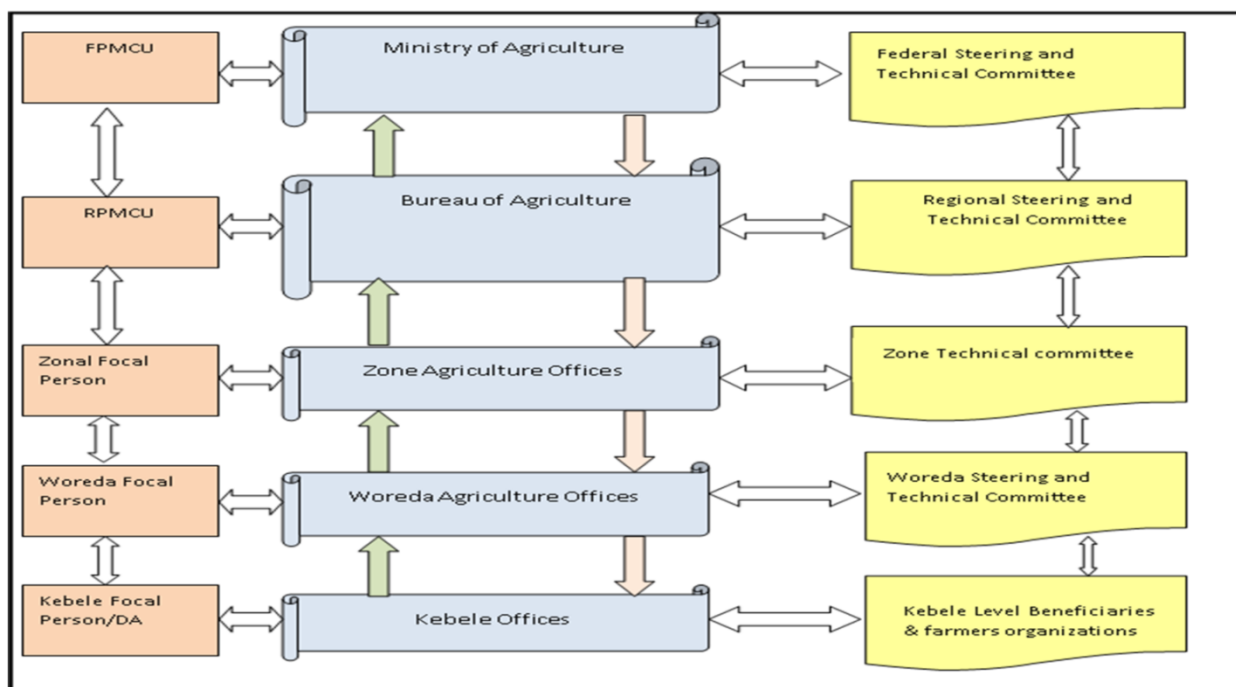 FPMCU
Ministry of Agriculture
Federal Steering and
Technical Committee
RPMCU
Bureau of Agriculture
Regional Steering and
Technical Committee
Zonal Focal
Person
Zone Agriculture Offices
Zone Technical committee
Woreda Focal
Person
Woreda Agriculture Offices
Woreda Steering and
Technical Committee
Kebele Focal
Person/DA
Kebele Offices
Kebele Level Beneficiaries
& farmers organizations